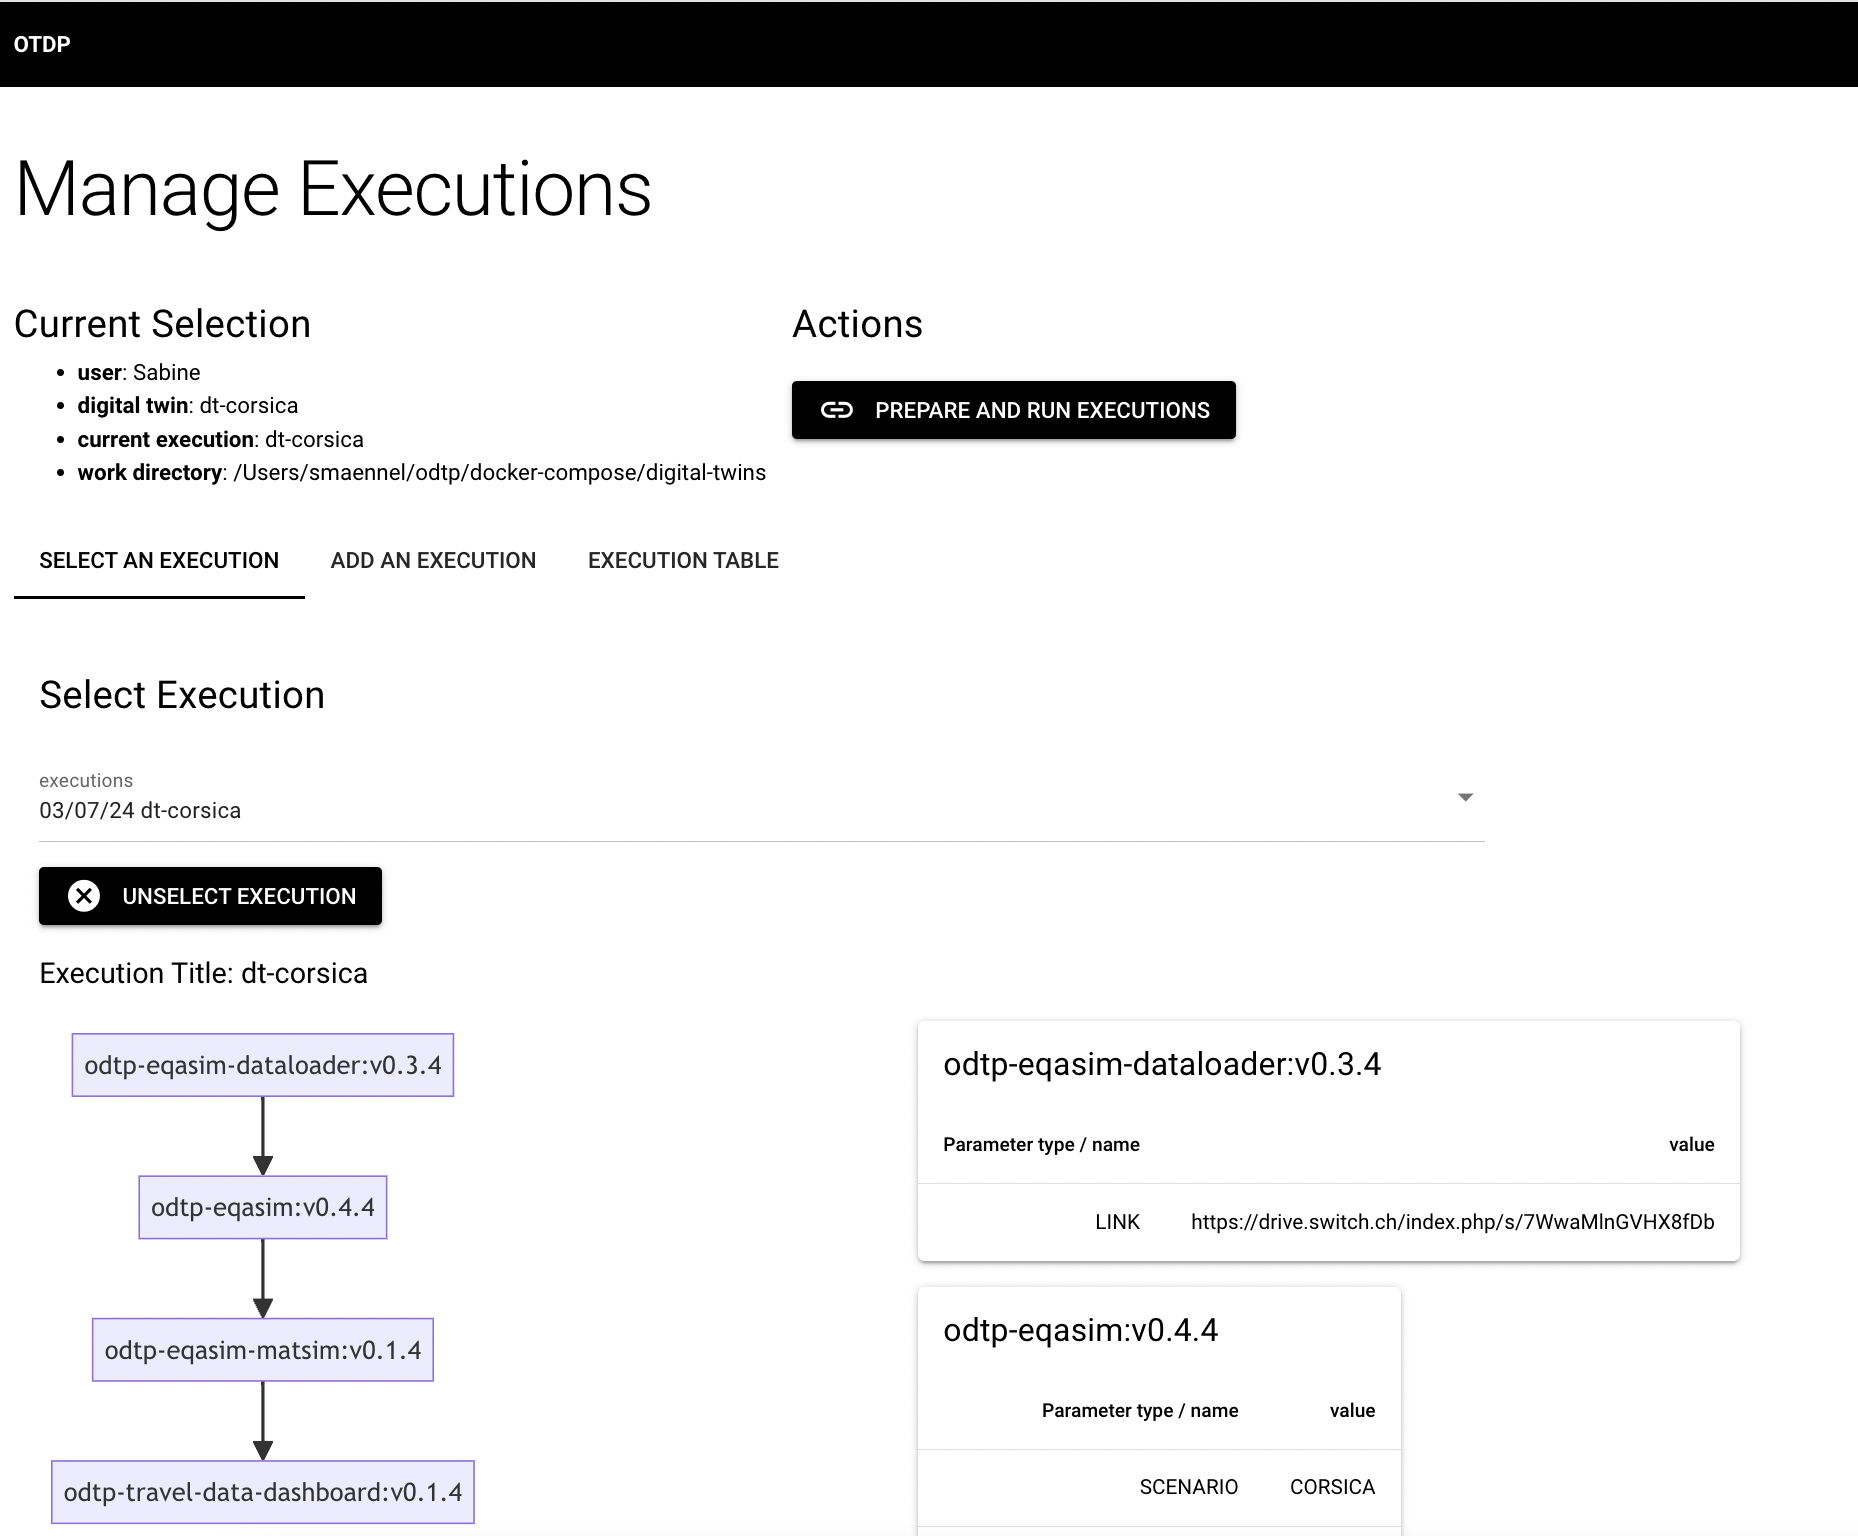 OTDP
Manage Executions
Current Selection
user: Sabine
digital twin: dt-corsica
current execution: dt-corsica
work directory: /Users/smaennel/odtp/docker-compose/digital-twins
Actions
PREPARE AND RUN EXECUTIONS
SELECT AN EXECUTION
ADD AN EXECUTION
EXECUTION TABLE
Select Execution
executions
03/07/24 dt-corsica
UNSELECT EXECUTION
Execution Title: dt-corsica
odtp-eqasim-dataloader:v0.3.4
odtp-eqasim:v0.4.4
odtp-eqasim-matsim:v0.1.4
odtp-travel-data-dashboard:v0.1.4
odtp-eqasim-dataloader:v0.3.4
Parameter type / name value
LINK https://drive.switch.ch/index.php/s/7WwaMlnGVHX8fDb
odtp-eqasim:v0.4.4
Parameter type / name value
SCENARIO CORSICA